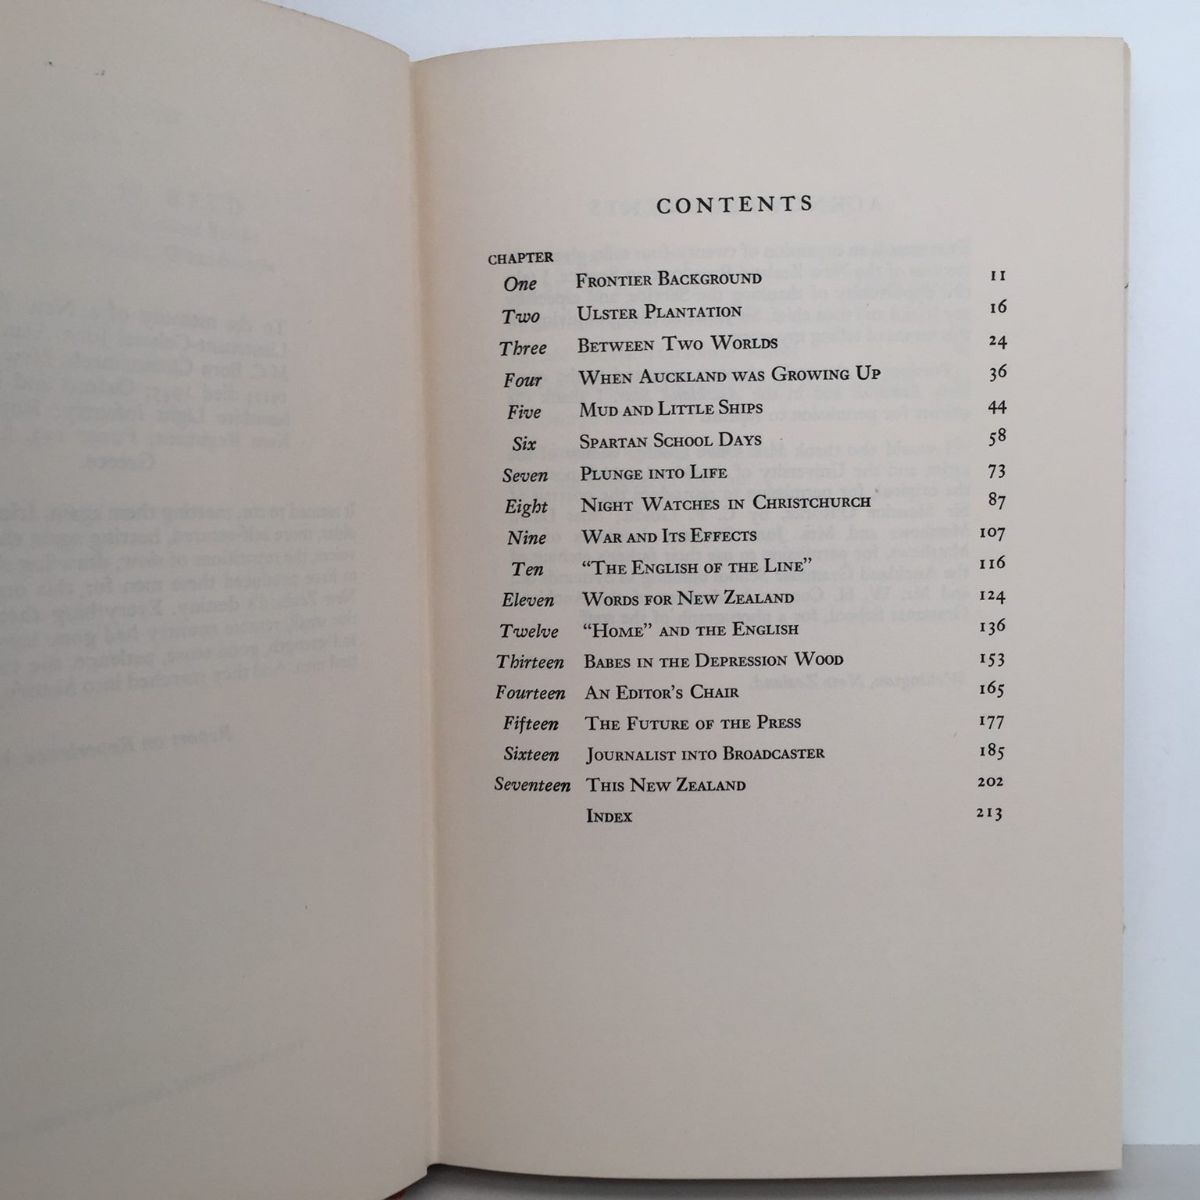 CONTENTS
CHAPTER
One FRONTIER BACKGROUND 11
Two ULSTER PLANTATION 16
Three BETWEEN TWO WORLDS 24
Four WHEN AUCKLAND WAS GROWING UP 36
Five MUD AND LITTLE SHIPS 44
Six SPARTAN SCHOOL DAYS 58
Seven PLUNGE INTO LIFE 73
Eight NIGHT WATCHES IN CHRISTCHURCH 87
Nine WAR AND ITS EFFECTS 107
Ten "THE ENGLISH OF THE LINE" 116
Eleven WORDS FOR NEW ZEALAND 124
Twelve "HOME" AND THE ENGLISH 136
Thirteen BABES IN THE DEPRESSION WOOD 153
Fourteen AN EDITOR'S CHAIR 165
Fifteen THE FUTURE OF THE PRESS 177
Sixteen JOURNALIST INTO BROADCASTER 185
Seventeen THIS NEW ZEALAND 202
INDEX 213